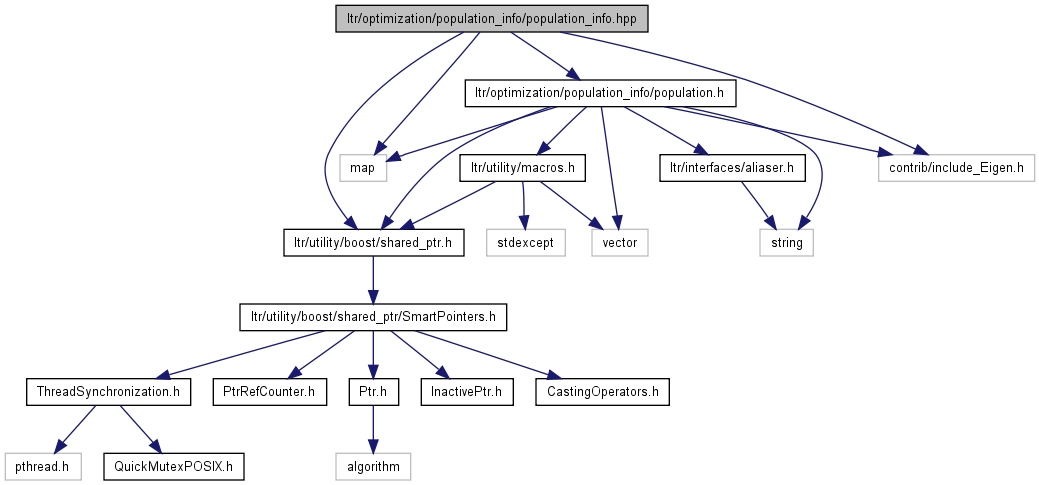 ltr/optimization/population_info/population_info.hpp
ltr/optimization/population_info/population.h
map
ltr/utility/macros.h
ltr/interfaces/aliaser.h
contrib/include_Eigen.h
ltr/utility/boost/shared_ptr.h
stdexcept
vector
string
ltr/utility/boost/shared_ptr/SmartPointers.h
ThreadSynchronization.h
PtrRefCounter.h
Ptr.h
InactivePtr.h
CastingOperators.h
pthread.h
QuickMutexPOSIX.h
algorithm